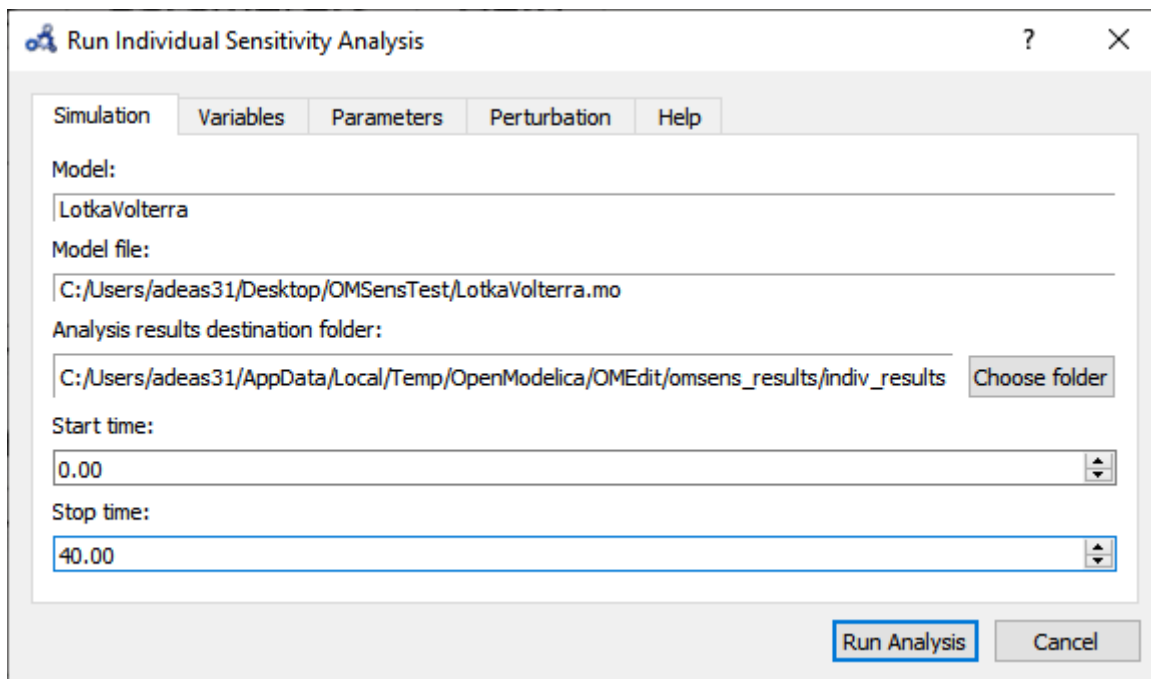 Run Individual Sensitivity Analysis ?
Simulation Variables Parameters Perturbation Help
Model:
LotkaVolterra
Model file:
C:/Users/adeas31/Desktop/OMSensTest/LotkaVolterra.mo
Analysis results destination folder:
C:/Users/adeas31/AppData/Local/Temp/OpenModelica/OMEdit/omsens_results/indiv_results Choose folder
Start time:
0.00
Stop time:
40.00
Run Analysis Cancel